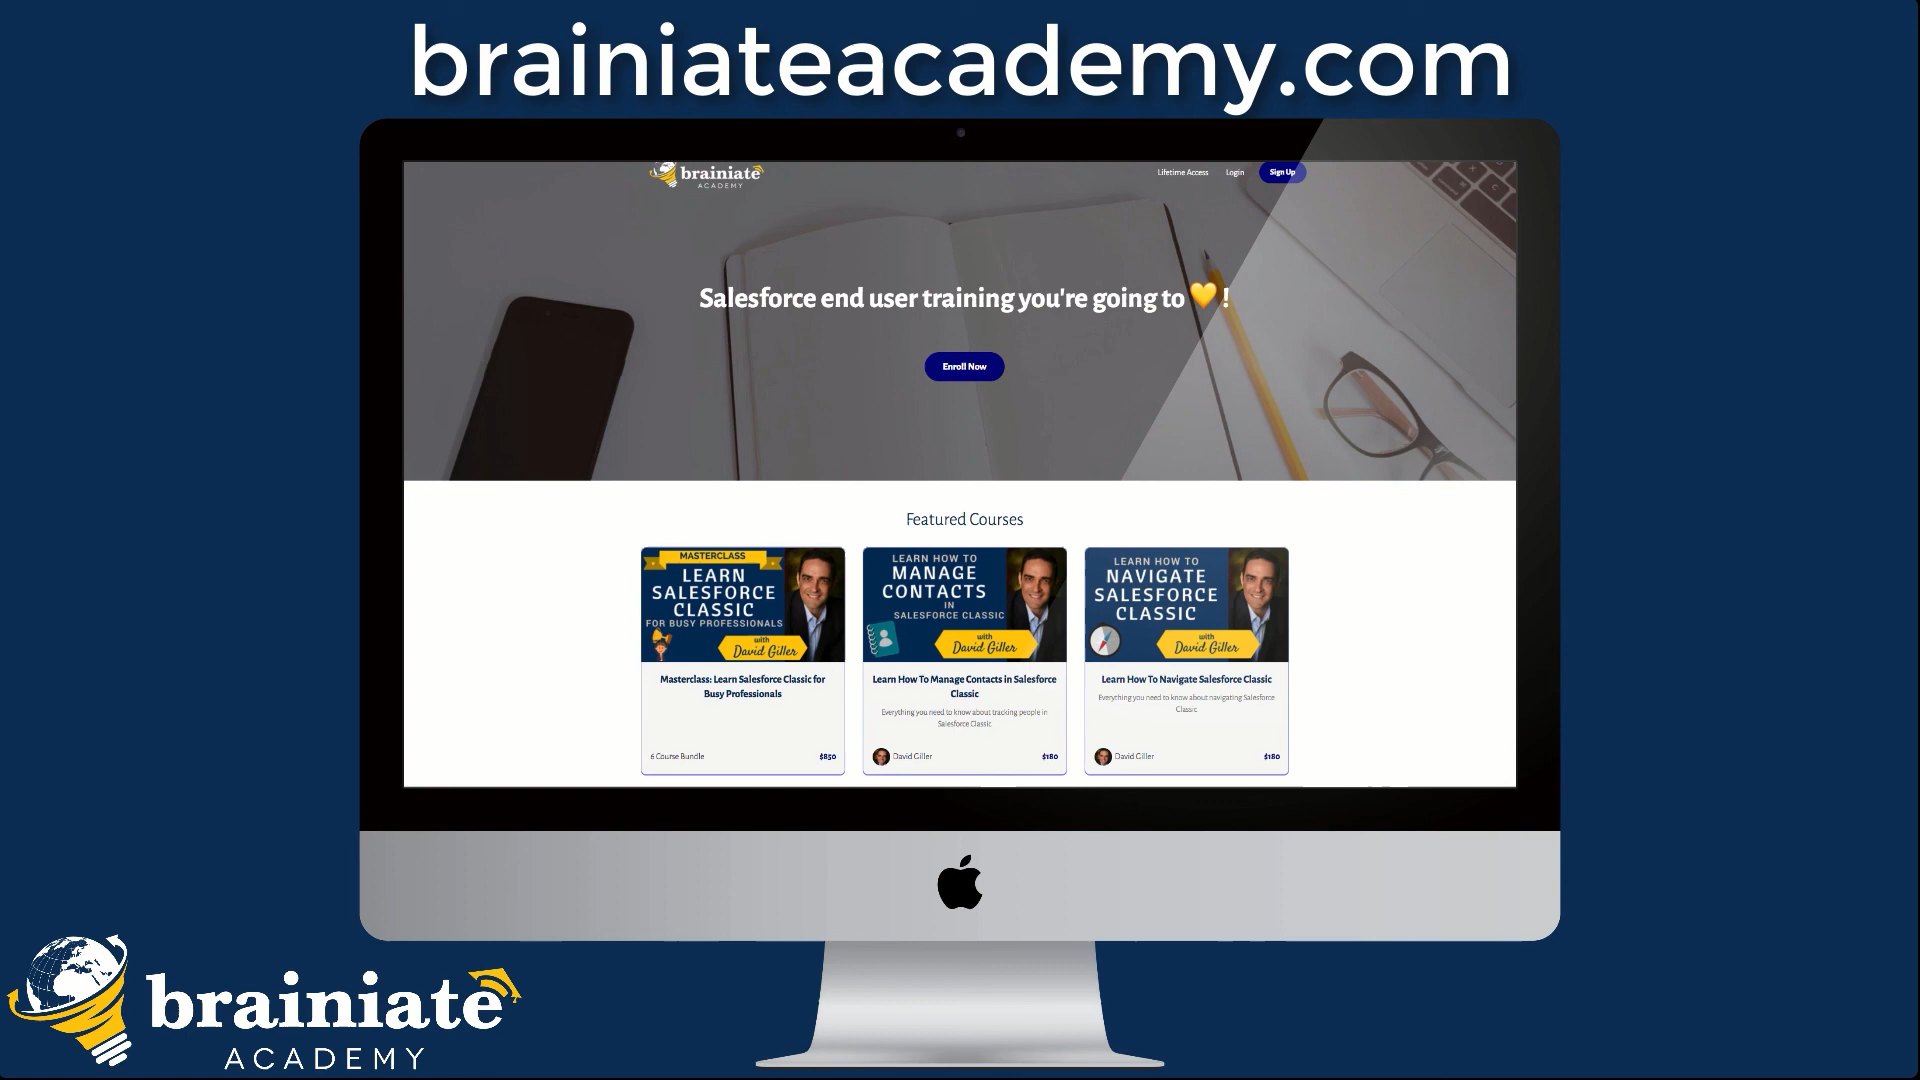 brainiateacademy.com
brainiate
ACADEMY
Lifetime Access Login Sign Up
Salesforce end user training you're going to 💛!
Enroll Now
Featured Courses
MASTERCLASS
LEARN
SALESFORCE
CLASSIC
FOR BUSY PROFESSIONALS
with
David Giller
Masterclass: Learn Salesforce Classic for
Busy Professionals
6 Course Bundle $850
LEARN HOW TO
MANAGE
CONTACTS
IN
SALESFORCE CLASSIC
with
David Giller
Learn How To Manage Contacts in Salesforce
Classic
Everything you need to know about tracking people in
Salesforce Classic
David Giller $180
LEARN HOW TO
NAVIGATE
SALESFORCE
CLASSIC
with
David Giller
Learn How To Navigate Salesforce Classic
Everything you need to know about navigating Salesforce
Classic
David Giller $180
brainiate
ACADEMY